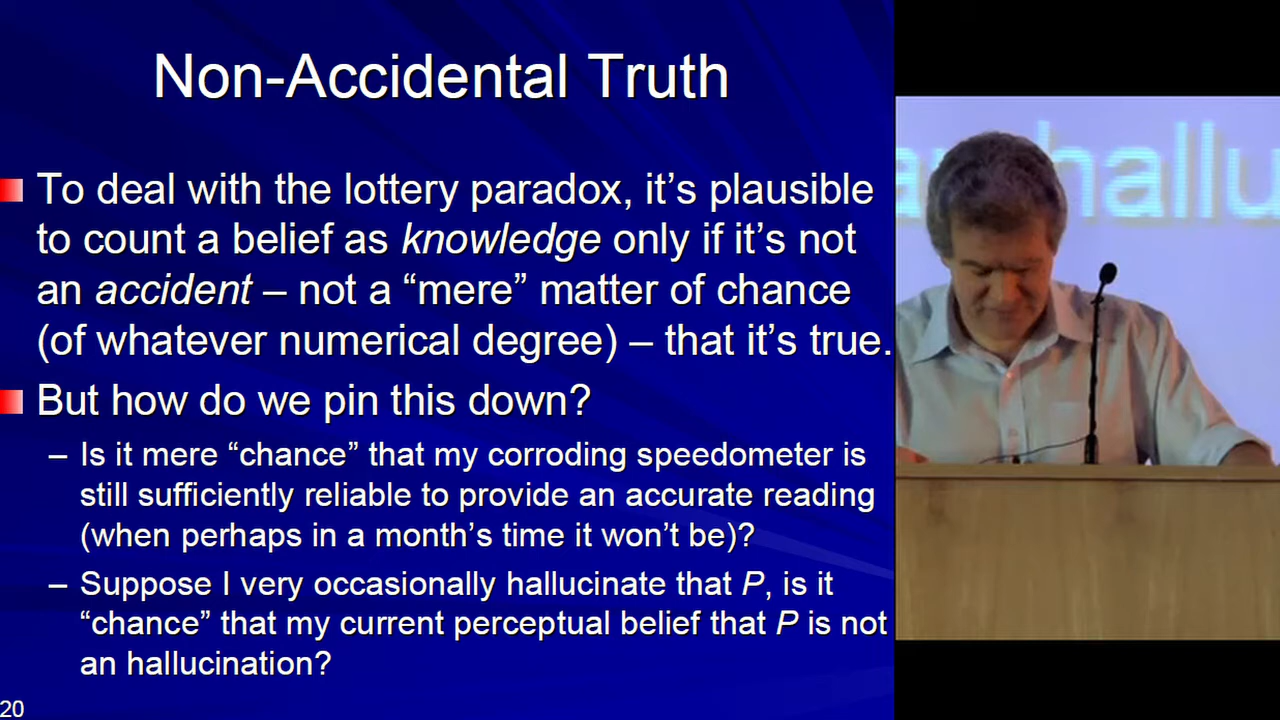 Non-Accidental Truth
To deal with the lottery paradox, it’s plausible
to count a belief as knowledge only if it’s not
an accident – not a “mere” matter of chance
(of whatever numerical degree) – that it’s true.
But how do we pin this down?
– Is it mere “chance” that my corroding speedometer is
still sufficiently reliable to provide an accurate reading
(when perhaps in a month’s time it won’t be)?
– Suppose I very occasionally hallucinate that P, is it
“chance” that my current perceptual belief that P is not
an hallucination?
20